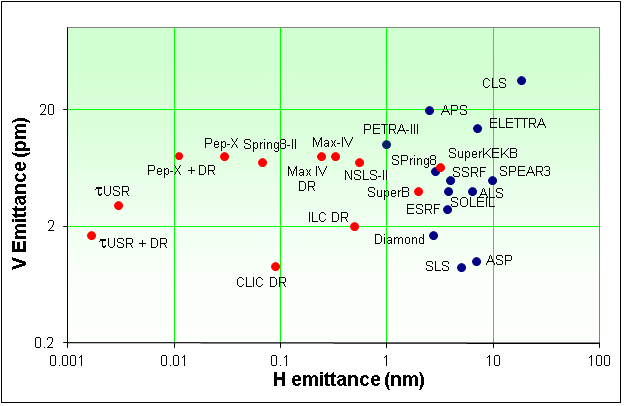 CLS
20
APS
ELETTRA
PETRA-III
Pep-X
Spring8-II
Max-IV
SuperKEKB
SPring8
Pep-X + DR
Max IV
DR
NSLS-II
SSRF
SPEAR3
τUSR
SuperB
ALS
SOLEIL
ESRF
ILC DR
2
τUSR + DR
Diamond
SLS
ASP
CLIC DR
0.2
0.001
0.01
0.1
1
10
100
V Emittance (pm)
H emittance (nm)